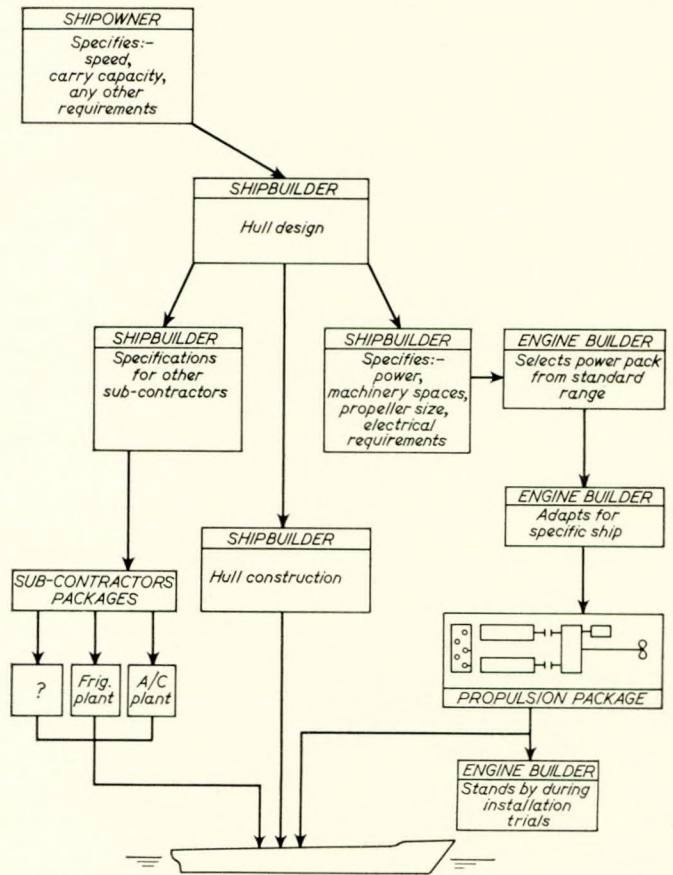 SHIPOWNER
Specifies:-
speed,
carry capacity,
any other
requirements
SHIPBUILDER
Hull design
SHIPBUILDER
Specifications
for other
sub-contractors
SHIPBUILDER
Specifies:-
power,
machinery spaces,
propeller size,
electrical
requirements
ENGINE BUILDER
Selects power pack
from standard
range
ENGINE BUILDER
Adapts for
specific ship
SHIPBUILDER
Hull construction
SUB-CONTRACTORS
PACKAGES
?
Frig.
plant
A/C
plant
PROPULSION PACKAGE
ENGINE BUILDER
Stands by during
installation
trials